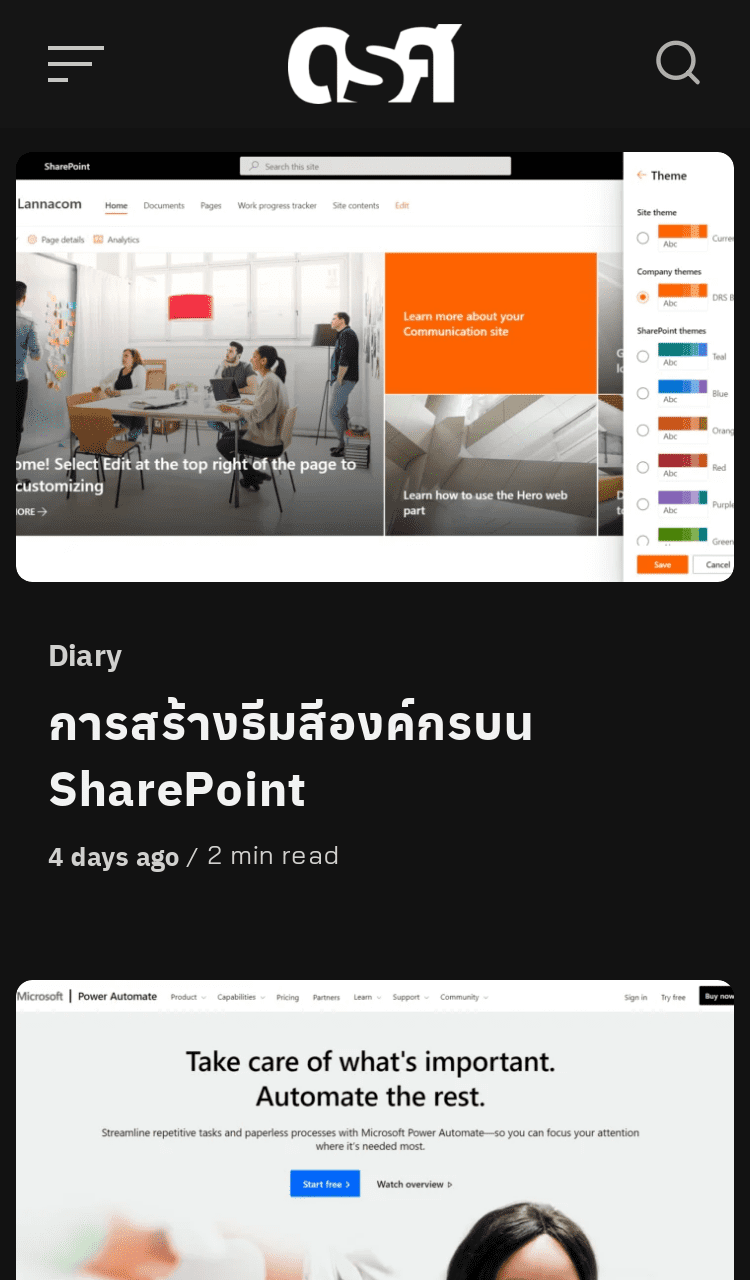 ดรศ
SharePoint
Search this site
Theme
Lannacom
Home
Documents
Pages
Work progress tracker
Site contents
Edit
Site theme
Page details
Analytics
Abc
Company themes
Abc
Learn more about your
Communication site
SharePoint themes
Teal
Abc
Blue
Abc
Abc
Red
Abc
ome! Select Edit at the top right of the page to
customizing
Learn how to use the Hero web
part
Purple
Abc
ORE
Green
Save
Cancel
Diary
การสร้างธีมสีองค์กรบน
SharePoint
4 days ago / 2 min read
Microsoft | Power Automate
Product
Capabilities
Pricing
Partners
Learn
Support
Community
Sign in
Try free
Buy now
Take care of what's important.
Automate the rest.
Streamline repetitive tasks and paperless processes with Microsoft Power Automate—so you can focus your attention
where it's needed most.
Start free
Watch overview